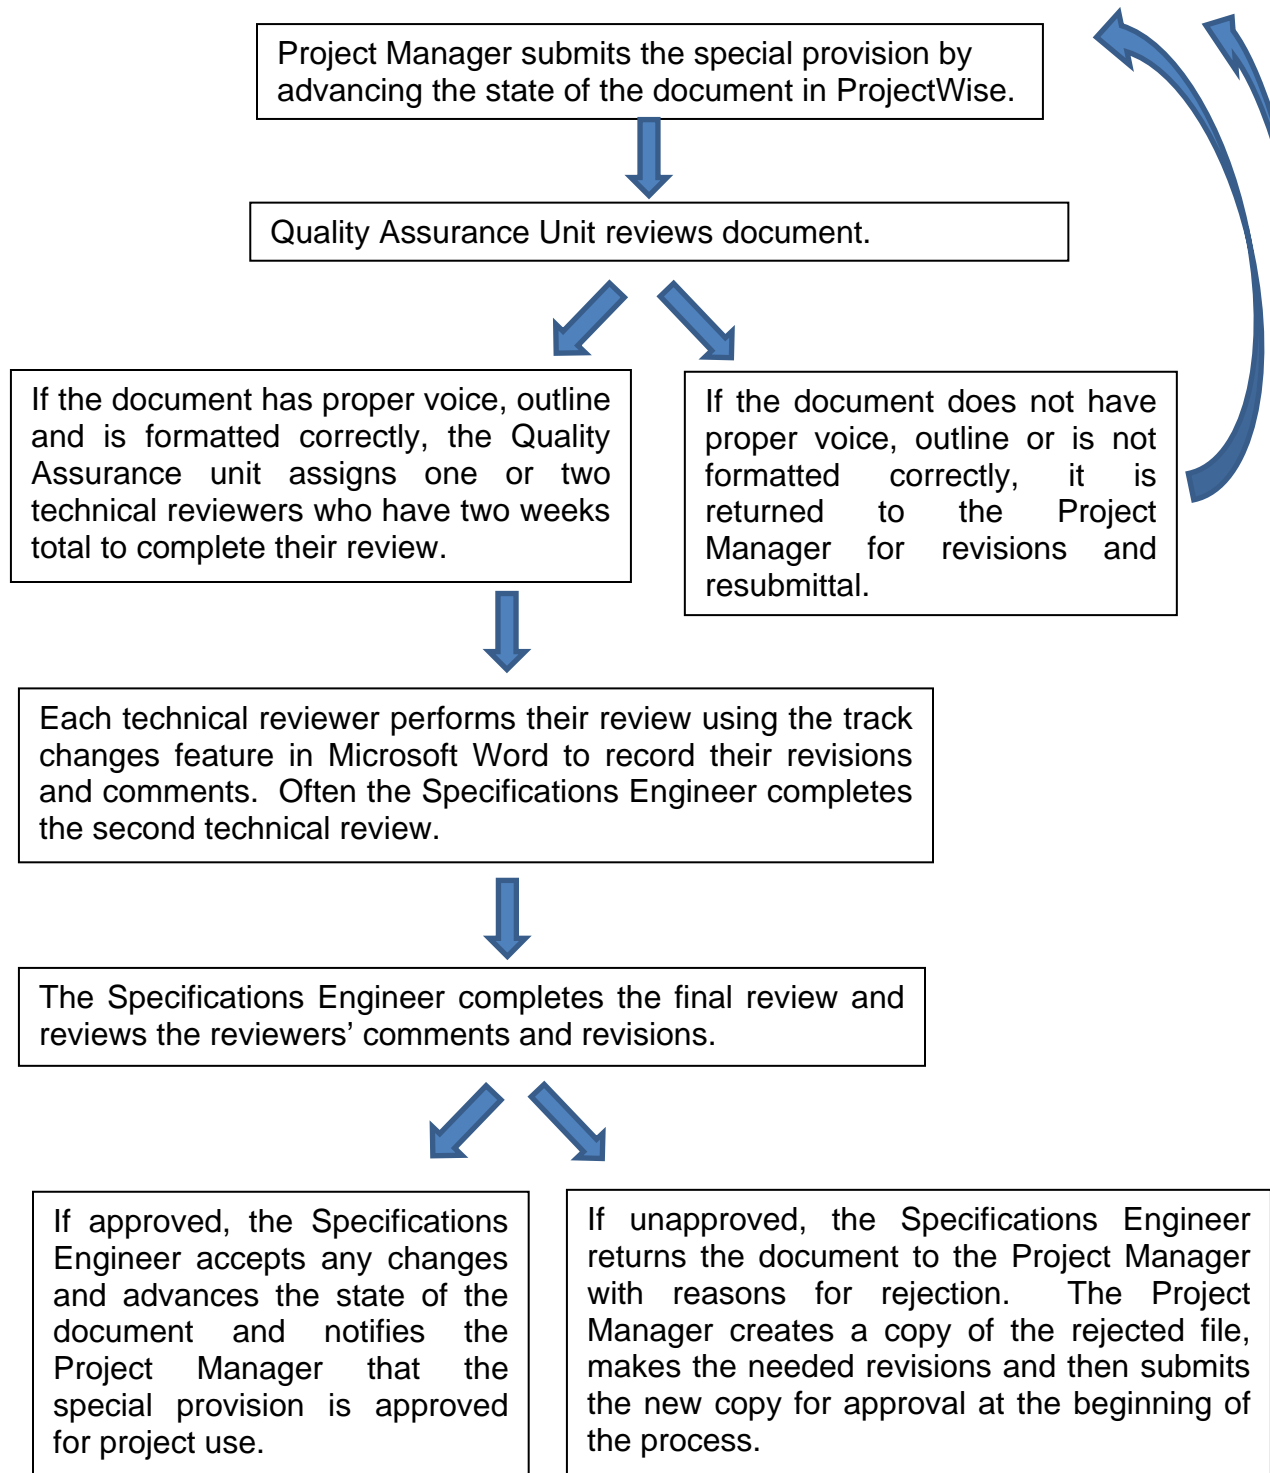 Project Manager submits the special provision by
advancing the state of the document in ProjectWise.
Quality Assurance Unit reviews document.
If the document has proper voice, outline
and is formatted correctly, the Quality
Assurance unit assigns one or two
technical reviewers who have two weeks
total to complete their review.
If the document does not have
proper voice, outline or is not
formatted correctly, it is
returned to the Project
Manager for revisions and
resubmittal.
Each technical reviewer performs their review using the track
changes feature in Microsoft Word to record their revisions
and comments.  Often the Specifications Engineer completes
the second technical review.
The Specifications Engineer completes the final review and
reviews the reviewers’ comments and revisions.
If approved, the Specifications
Engineer accepts any changes
and advances the state of the
document and notifies the
Project Manager that the
special provision is approved
for project use.
If unapproved, the Specifications Engineer
returns the document to the Project Manager
with reasons for rejection.  The Project
Manager creates a copy of the rejected file,
makes the needed revisions and then submits
the new copy for approval at the beginning of
the process.